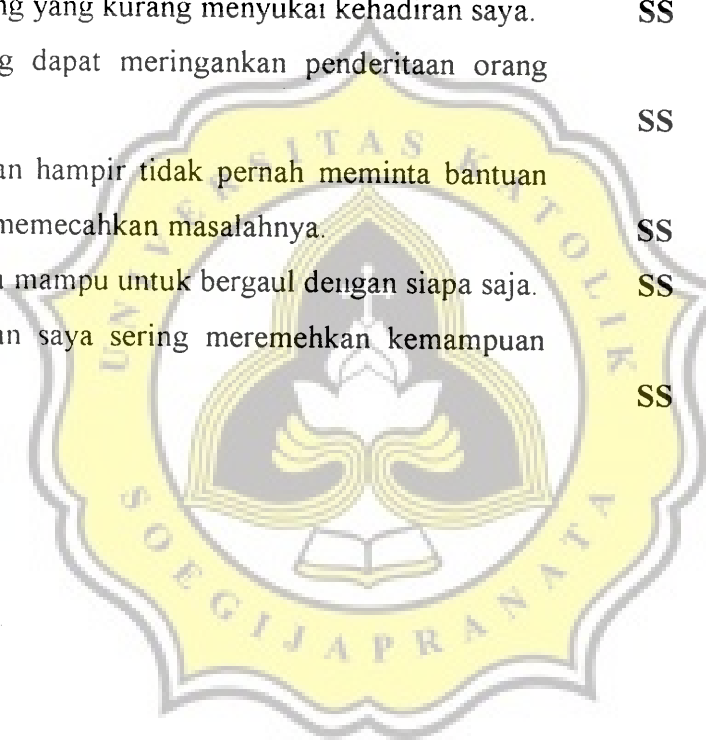 ng yang kurang menyukai kehadiran saya. SS
g dapat meringankan penderitaan orang
SS
an hampir tidak pernah meminta bantuan
memecahkan masalahnya. SS
mampu untuk bergaul dengan siapa saja. SS
an saya sering meremehkan kemampuan
SS
UNIVERSITAS KATOLIK
SOEGIJAPRANATA